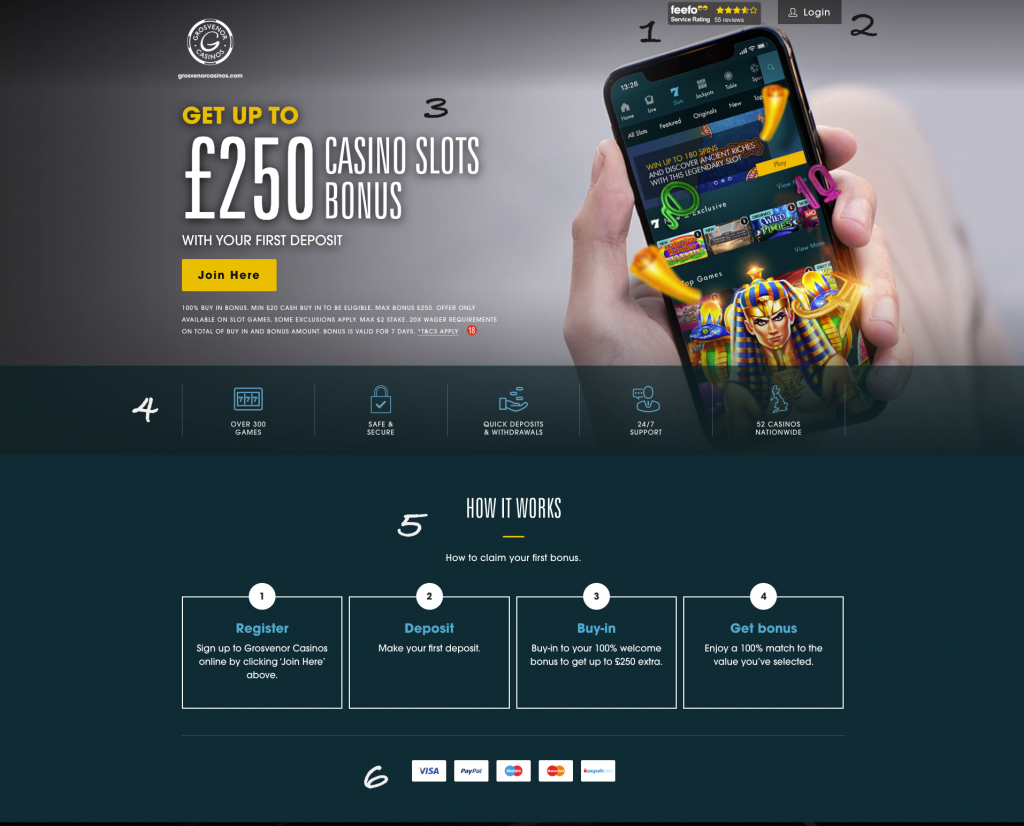 feefo
Service Rating 55 reviews
1
Login
2
GROSVENOR
G
CASINOS
grosvenorcasinos.com
GET UP TO
3
£250 CASINO SLOTS
BONUS
WITH YOUR FIRST DEPOSIT
Join Here
100% BUY IN BONUS. MIN £20 CASH BUY IN TO BE ELIGIBLE. MAX BONUS £250. OFFER ONLY
AVAILABLE ON SLOT GAMES, SOME EXCLUSIONS APPLY. MAX £2 STAKE. 20X WAGER REQUIREMENTS
ON TOTAL OF BUY IN AND BONUS AMOUNT. BONUS IS VALID FOR 7 DAYS. *T&CS APPLY 18
13:28
Home Live Slots Jackpots Table
All Slots Featured Originals New Top
WIN UP TO 180 SPINS
AND DISCOVER ANCIENT RICHES
WITH THIS LEGENDARY SLOT
Play
Exclusive
WILD PIXIES
View More
Top Games
4
777
OVER 300
GAMES
SAFE &
SECURE
QUICK DEPOSITS
& WITHDRAWALS
24/7
SUPPORT
52 CASINOS
NATIONWIDE
5
HOW IT WORKS
How to claim your first bonus.
1
Register
Sign up to Grosvenor Casinos
online by clicking 'Join Here'
above.
2
Deposit
Make your first deposit.
3
Buy-in
Buy-in to your 100% welcome
bonus to get up to £250 extra.
4
Get bonus
Enjoy a 100% match to the
value you've selected.
6
VISA PayPal